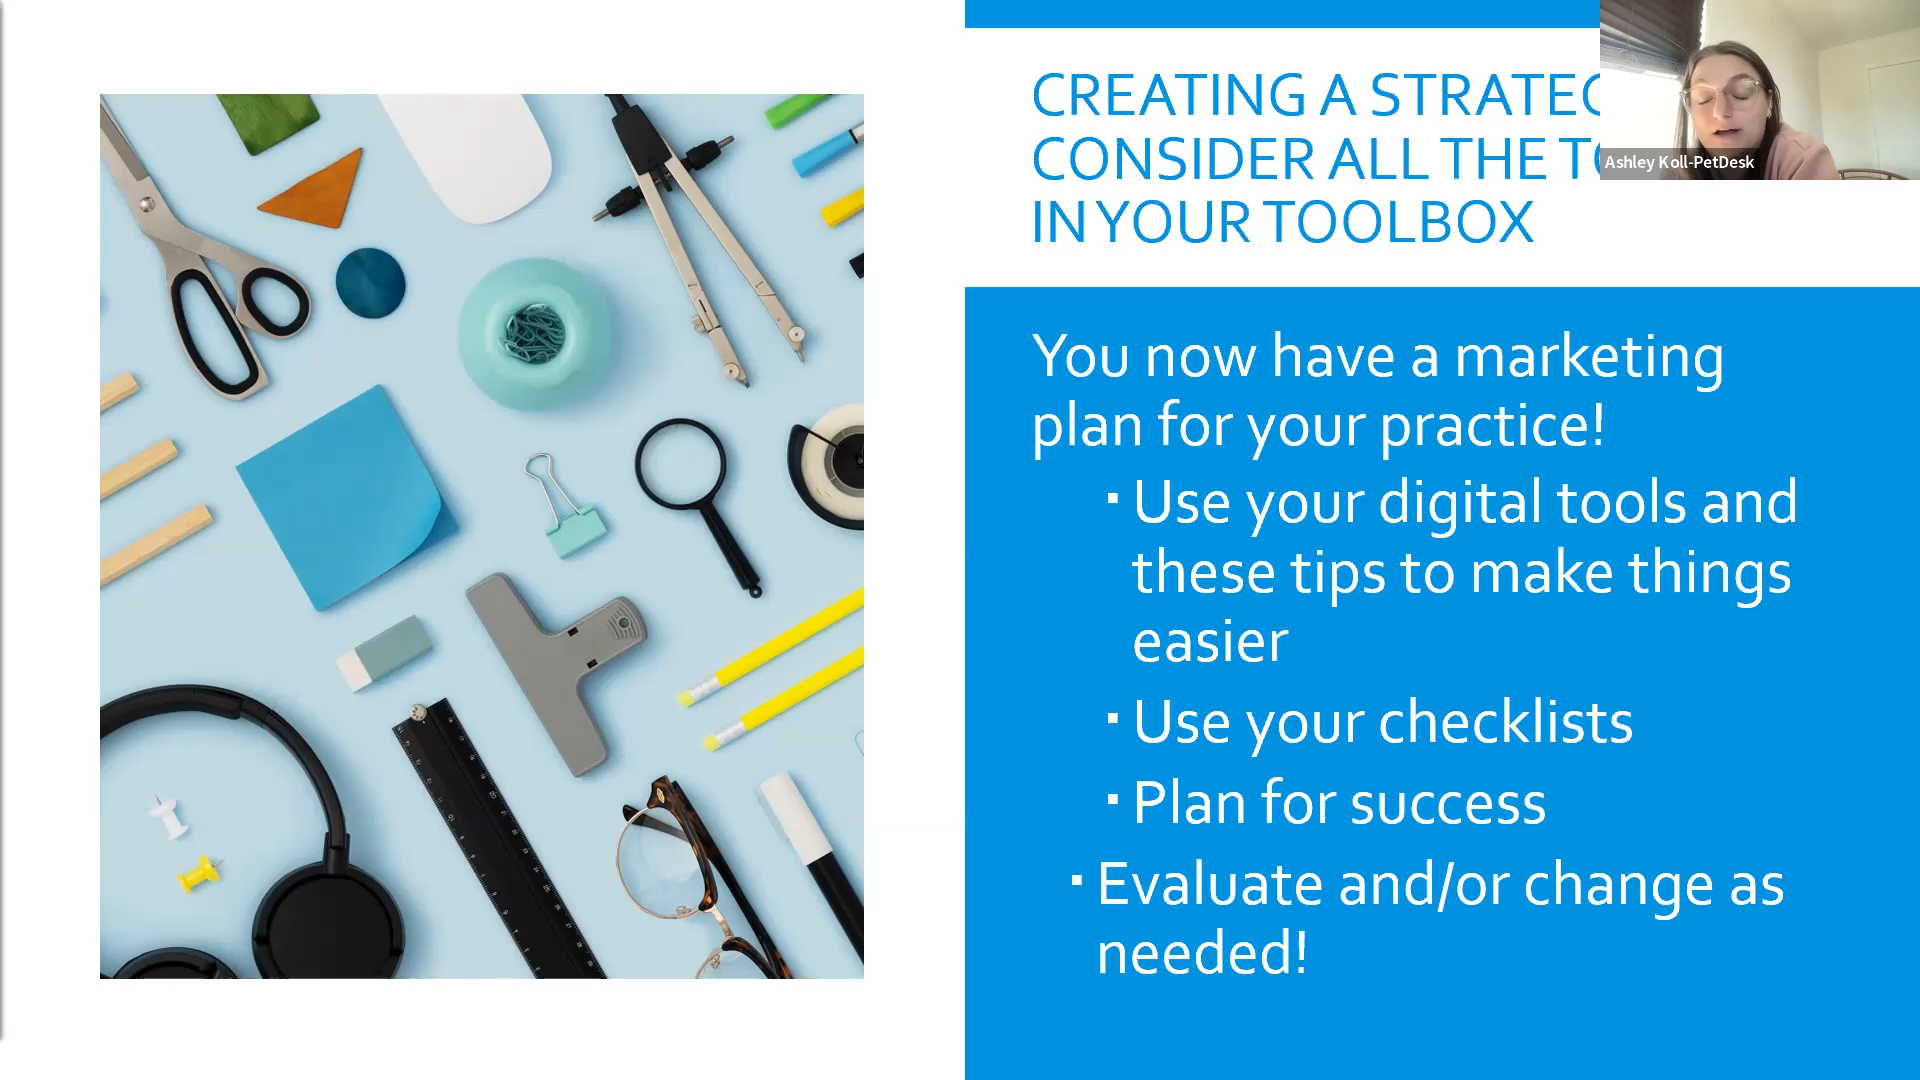 CREATING A
CONSIDER ALL THE
IN YOUR TOOLBOX
Ashley Koll-PetDesk
You now have a marketing
plan for your practice!
▪ Use your digital tools and
these tips to make things
easier
▪ Use your checklists
▪ Plan for success
▪ Evaluate and/or change as
needed!